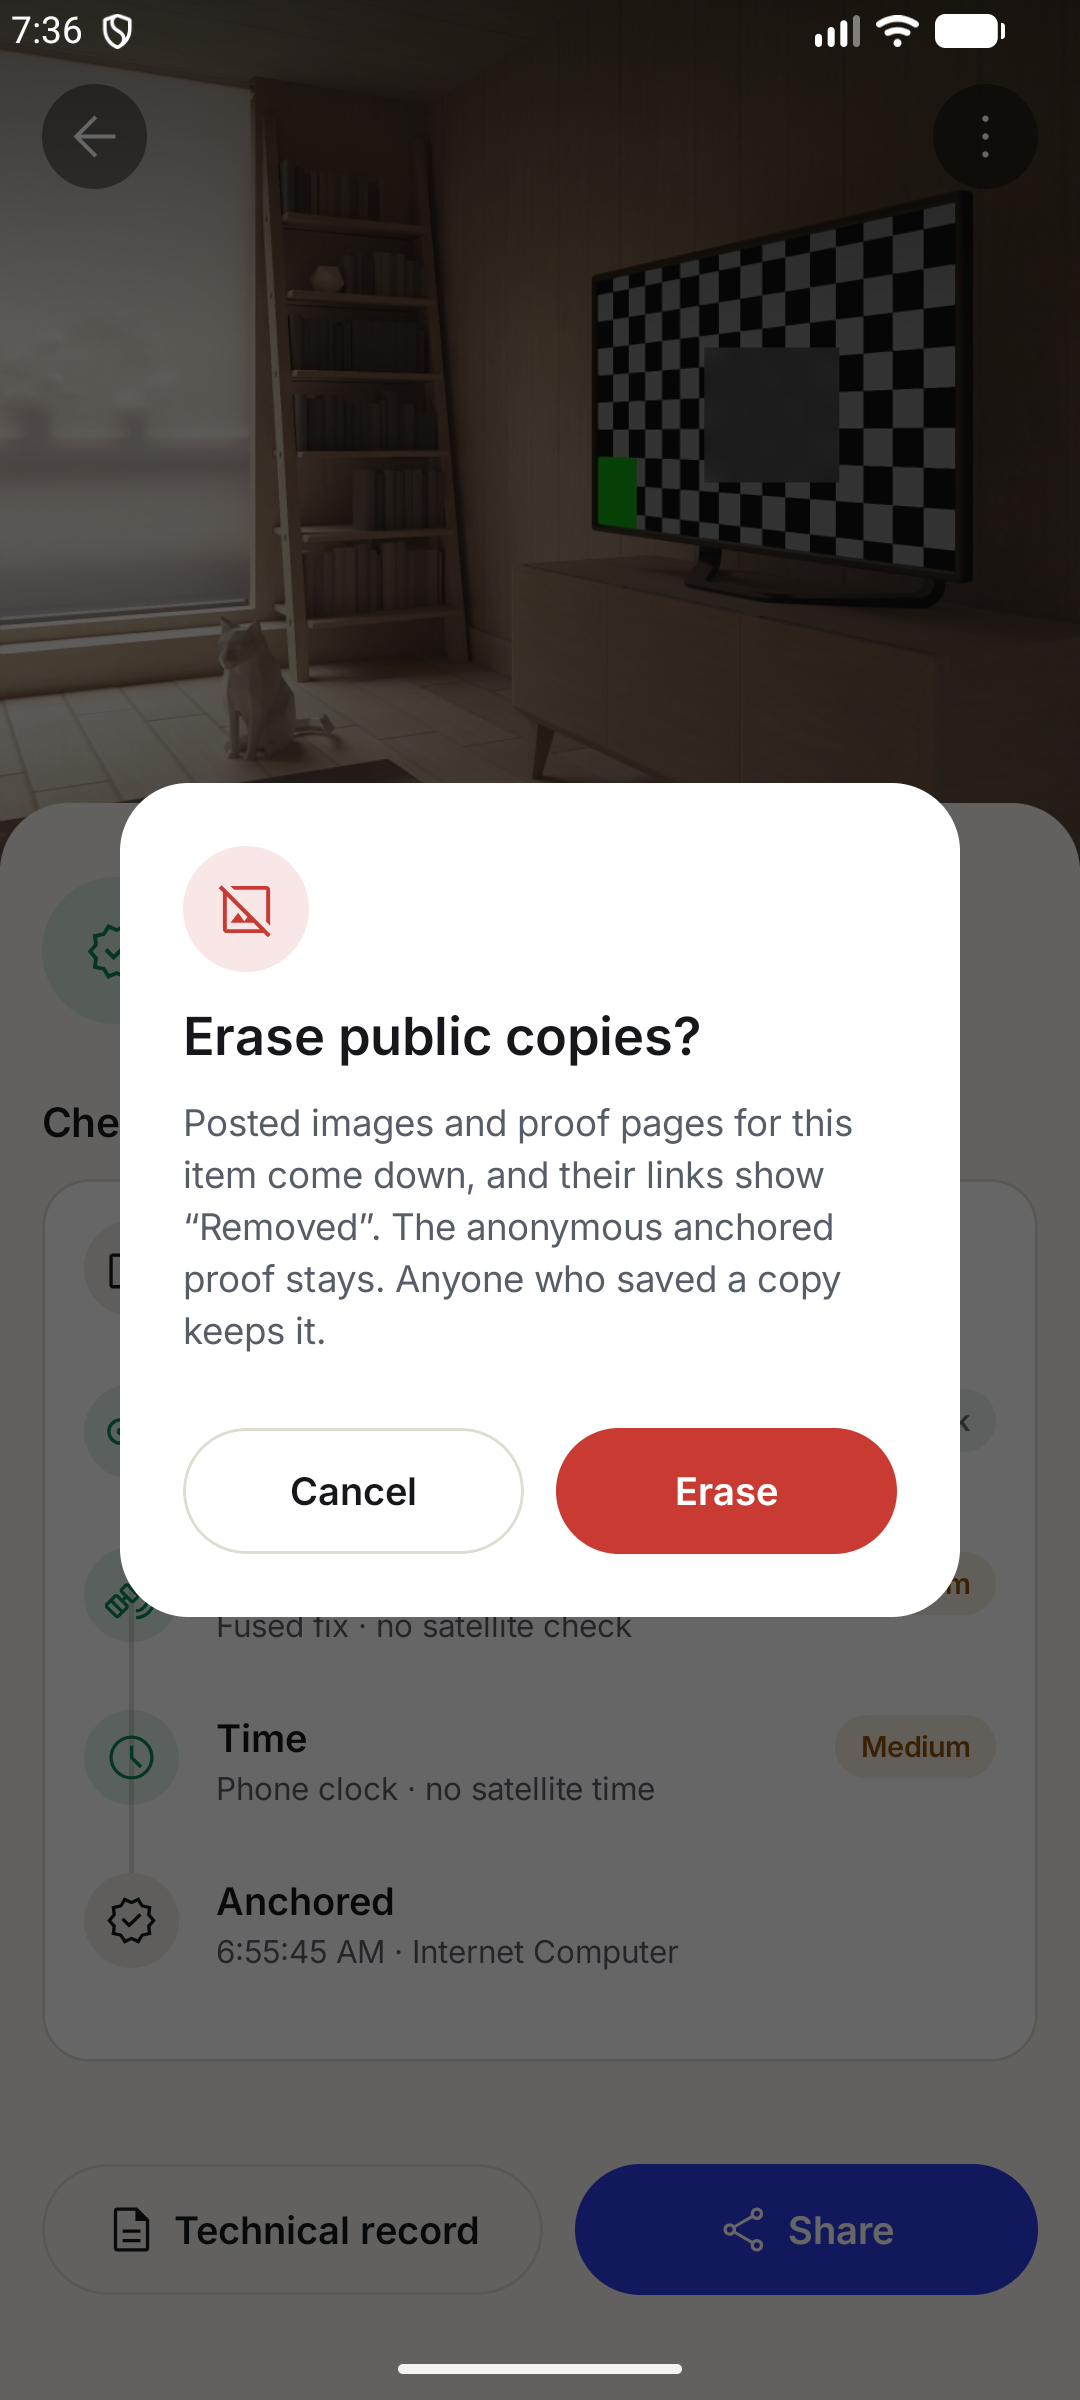 7:36
Erase public copies?
Posted images and proof pages for this
item come down, and their links show
“Removed”. The anonymous anchored
proof stays. Anyone who saved a copy
keeps it.
Cancel
Erase
Fused fix · no satellite check
Time
Medium
Phone clock · no satellite time
Anchored
6:55:45 AM · Internet Computer
Technical record
Share